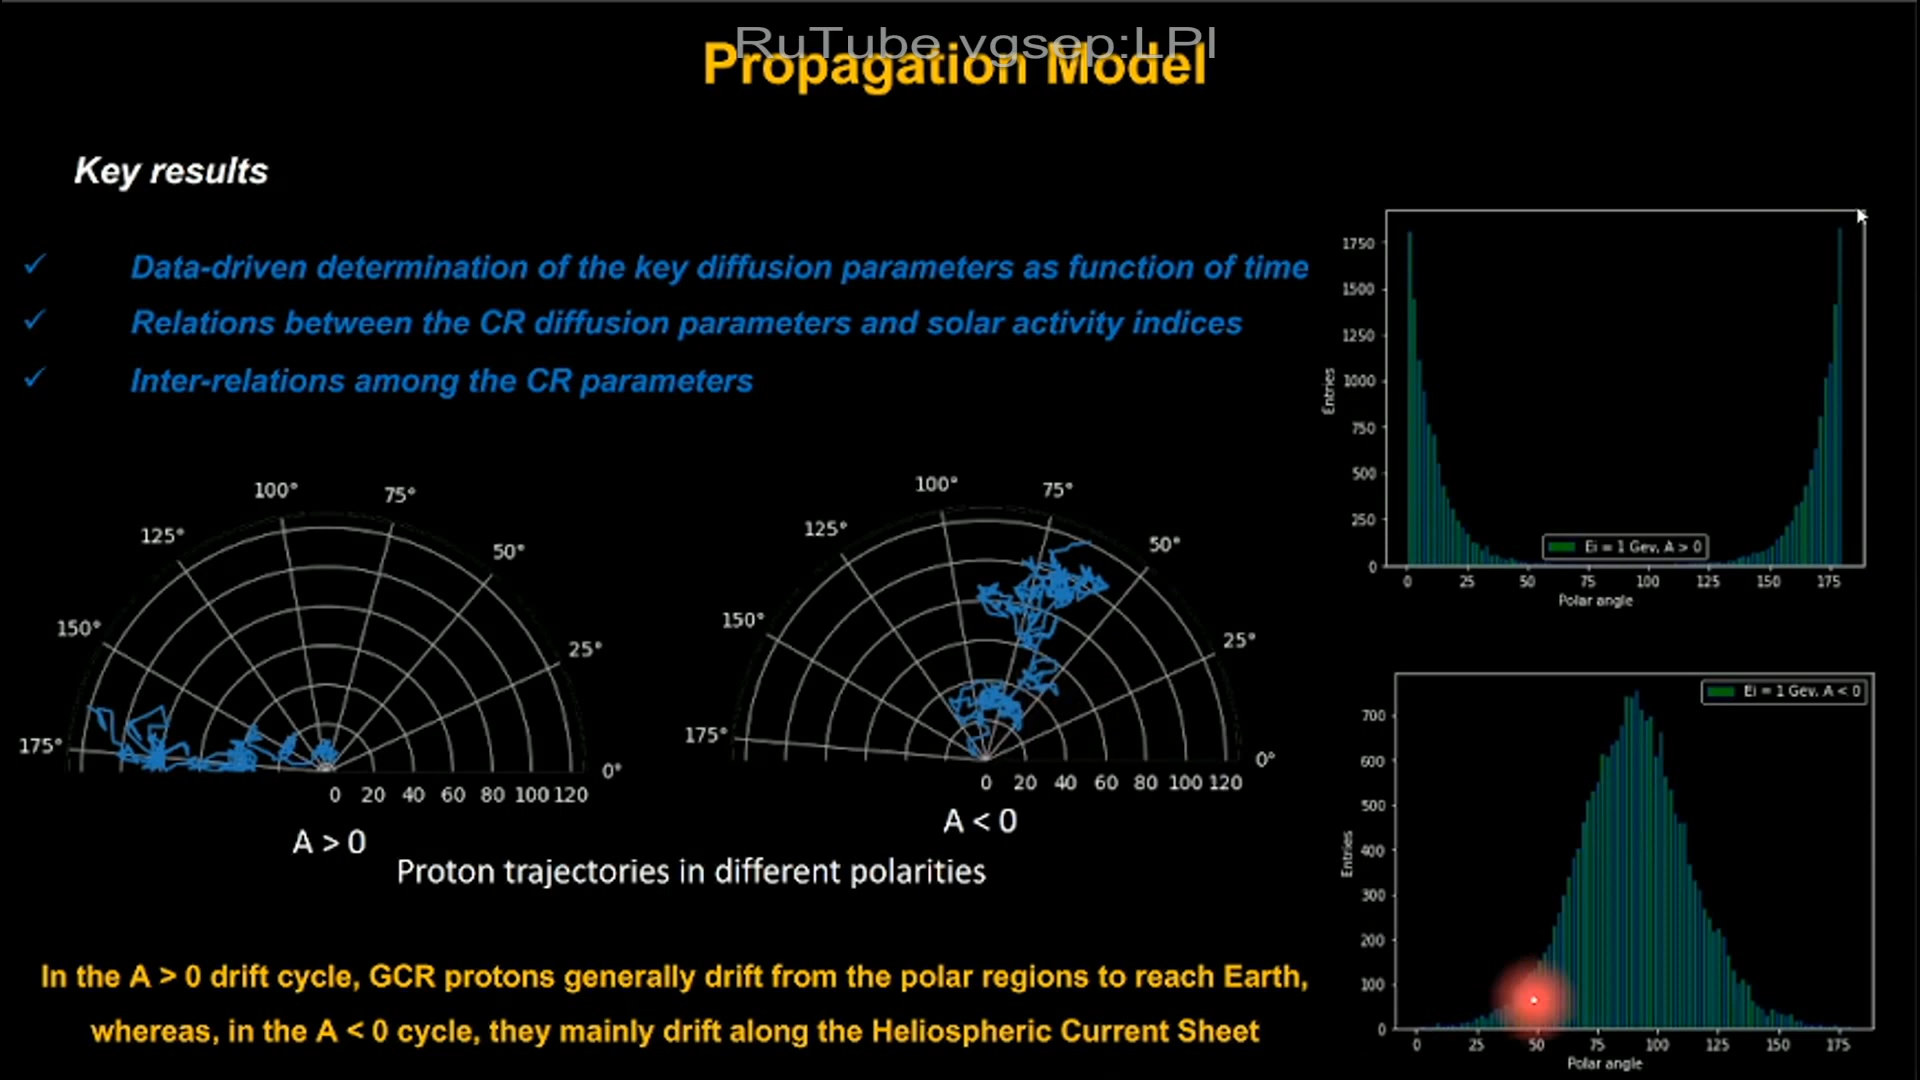 RuTube vgsep:LPI
Propagation Model
Key results
✓ Data-driven determination of the key diffusion parameters as function of time
✓ Relations between the CR diffusion parameters and solar activity indices
✓ Inter-relations among the CR parameters
1750
1500
1250
1000
750
500
250
0
Entries
Ei = 1 Gev, A > 0
0 25 50 75 100 125 150 175
Polar angle
100° 75°
125° 50°
150° 25°
175° 0°
0 20 40 60 80 100 120
A > 0
100° 75°
125° 50°
150° 25°
175° 0°
0 20 40 60 80 100 120
A < 0
Proton trajectories in different polarities
Ei = 1 Gev, A < 0
700
600
500
400
300
200
100
0
Entries
0 25 50 75 100 125 150 175
Polar angle
In the A > 0 drift cycle, GCR protons generally drift from the polar regions to reach Earth,
whereas, in the A < 0 cycle, they mainly drift along the Heliospheric Current Sheet